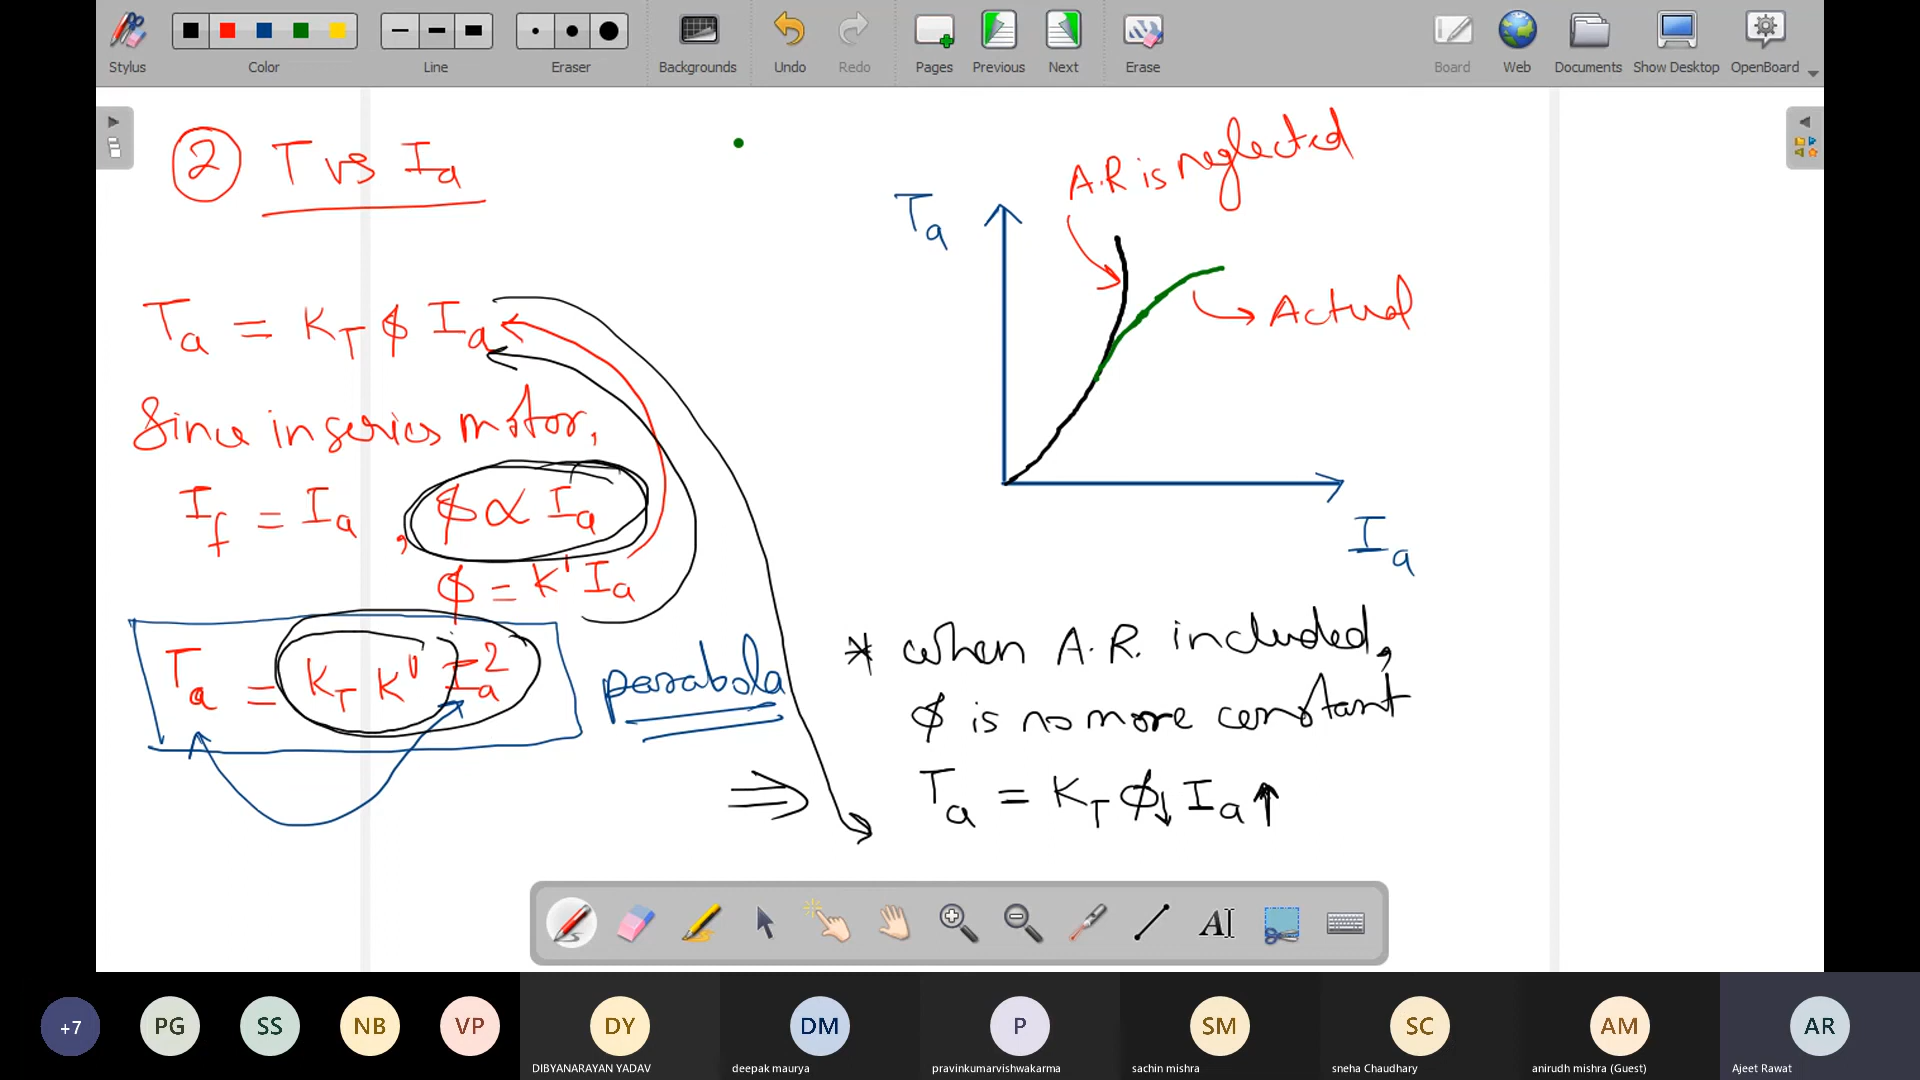 Stylus
Color
Line
Eraser
Backgrounds
Undo
Redo
Pages
Previous
Next
Erase
Board
Web
Documents
Show Desktop
OpenBoard
② T vs Ia
A.R is neglected
Ta
Actual
Ia
Ta = KT ϕ Ia
Since in series motor,
If = Ia , ϕ ∝ Ia
ϕ = K' Ia
Ta = KT K' Ia²
parabola
* when A.R. included,
ϕ is no more constant
⇒ Ta = KT ϕ↓ Ia ↑
AI
+7
PG
SS
NB
VP
DY
DIBYANARAYAN YADAV
DM
deepak maurya
P
pravinkumarvishwakarma
SM
sachin mishra
SC
sneha Chaudhary
AM
anirudh mishra (Guest)
AR
Ajeet Rawat